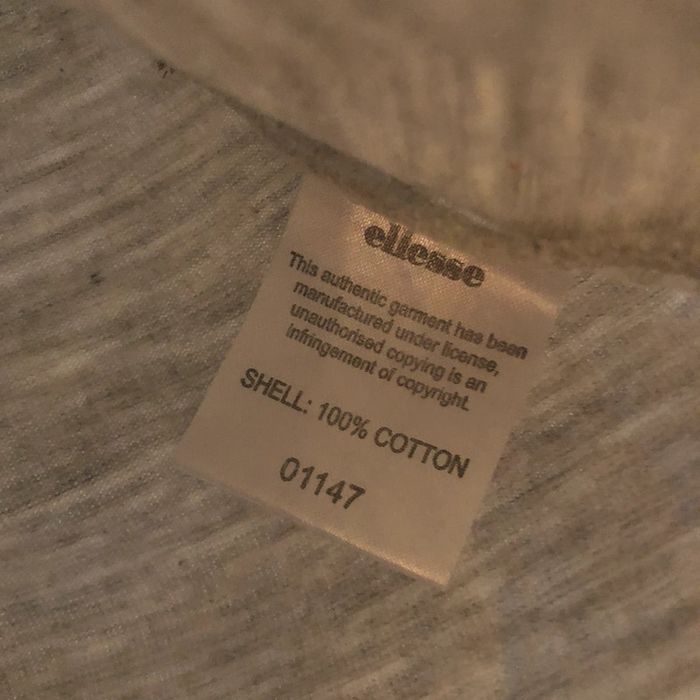 ellesse
This authentic garment has been
manufactured under license,
unauthorised copying is an
infringement of copyright.
SHELL: 100% COTTON
01147